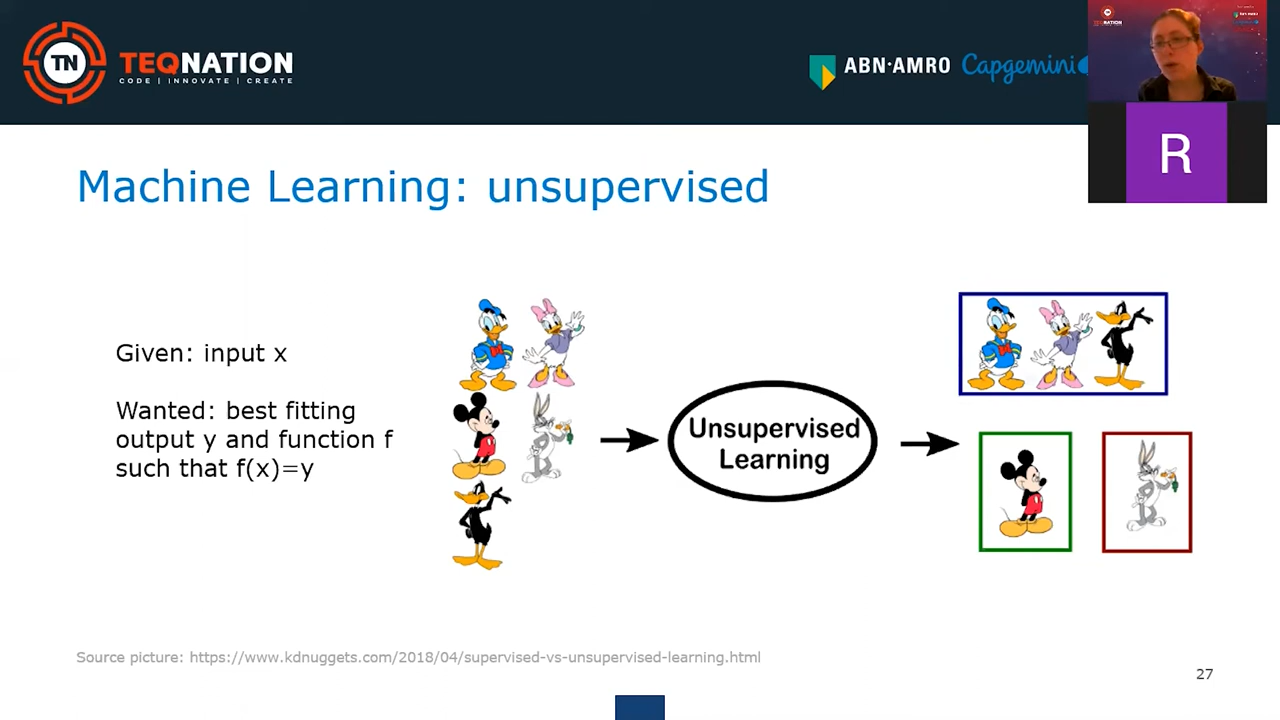 TN
TEQNATION
CODE | INNOVATE | CREATE
ABN·AMRO
Capgemini
R
Machine Learning: unsupervised
Given: input x
Wanted: best fitting
output y and function f
such that f(x)=y
Unsupervised
Learning
Source picture: https://www.kdnuggets.com/2018/04/supervised-vs-unsupervised-learning.html
27